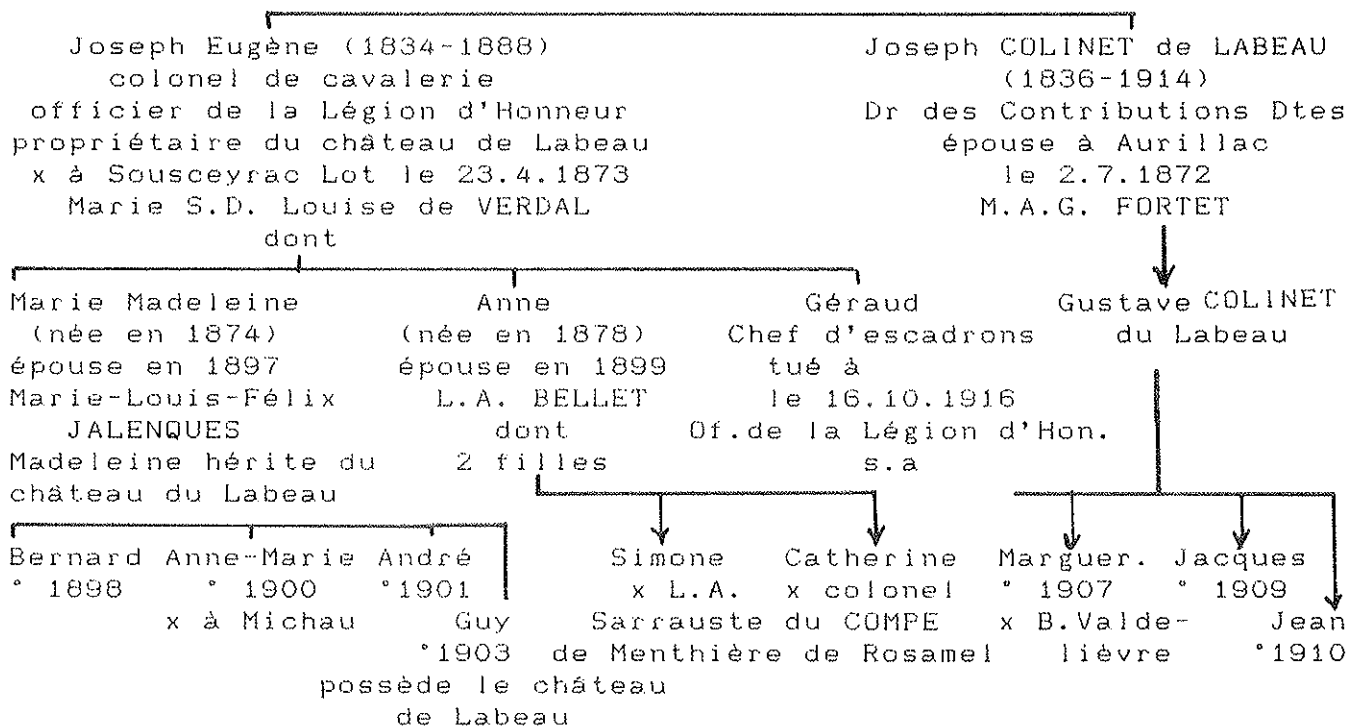 Joseph Eugène (1834-1888)
colonel de cavalerie
officier de la Légion d'Honneur
propriétaire du château de Labeau
x à Sousceyrac Lot le 23.4.1873
Marie S.D. Louise de VERDAL
dont
Joseph COLINET de LABEAU
(1836-1914)
Dr des Contributions Dtes
épouse à Aurillac
le 2.7.1872
M.A.G. FORTET
Marie Madeleine
(née en 1874)
épouse en 1897
Marie-Louis-Félix
JALENQUES
Madeleine hérite du
château du Labeau
Anne
(née en 1878)
épouse en 1899
L.A. BELLET
dont
2 filles
Géraud
Chef d'escadrons
tué à
le 16.10.1916
Of.de la Légion d'Hon.
s.a
Gustave COLINET
du Labeau
Bernard
° 1898
Anne-Marie
° 1900
x à Michau
André
°1901
Guy
°1903
possède le château
de Labeau
Simone
x L.A.
Sarrauste
de Menthière
Catherine
x colonel
du COMPE
de Rosamel
Marguer.
° 1907
x B.Valde-
lièvre
Jacques
° 1909
Jean
°1910